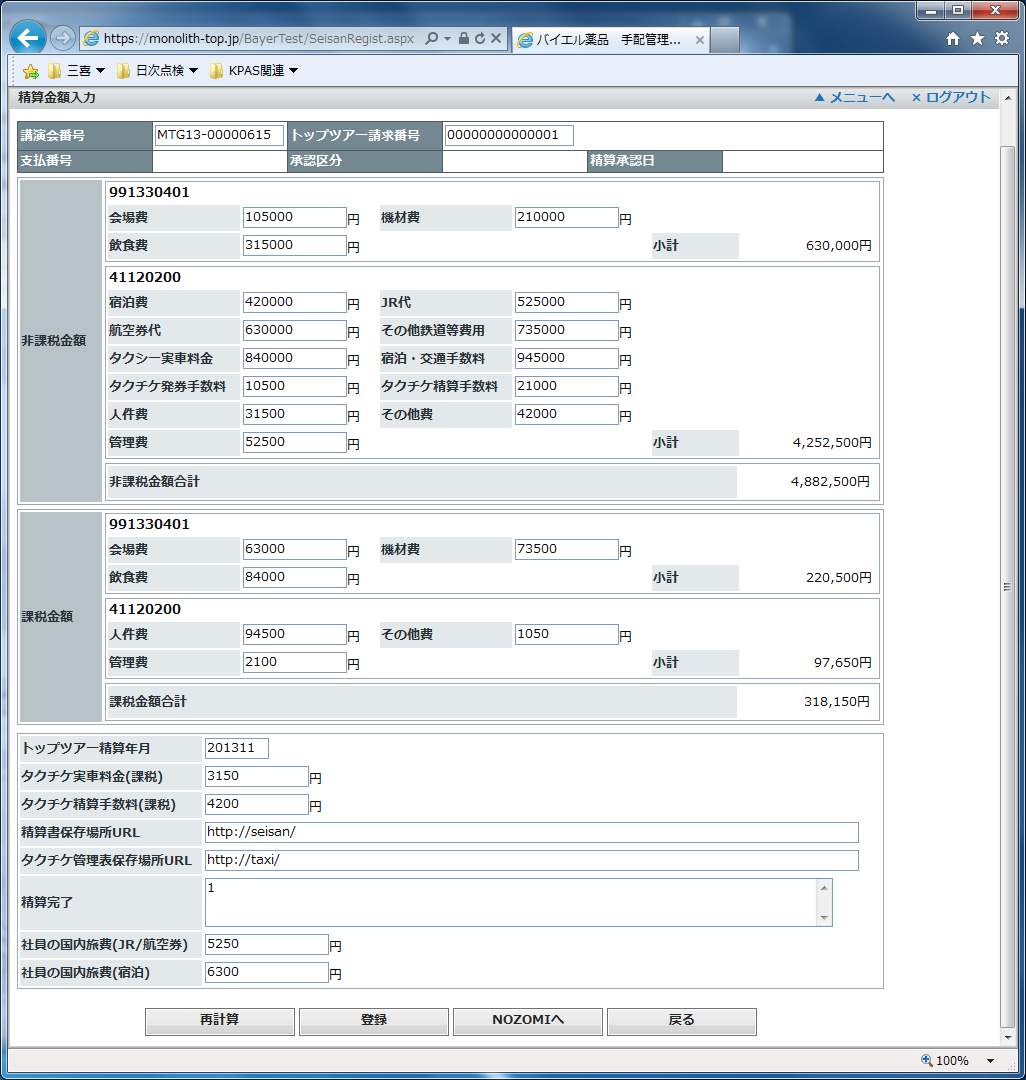 https://monolith-top.jp/BayerTest/SeisanRegist.aspx
バイエル薬品 手配管理...
三喜 日次点検 KPAS関連
精算金額入力 ▲ メニューへ × ログアウト
講演会番号 MTG13-00000615 トップツアー請求番号 00000000000001
支払番号 承認区分 精算承認日
非課税金額
991330401
会場費 105000 円 機材費 210000 円
飲食費 315000 円 小計 630,000円
41120200
宿泊費 420000 円 JR代 525000 円
航空券代 630000 円 その他鉄道等費用 735000 円
タクシー実車料金 840000 円 宿泊・交通手数料 945000 円
タクチケ発券手数料 10500 円 タクチケ精算手数料 21000 円
人件費 31500 円 その他費 42000 円
管理費 52500 円 小計 4,252,500円
非課税金額合計 4,882,500円
課税金額
991330401
会場費 63000 円 機材費 73500 円
飲食費 84000 円 小計 220,500円
41120200
人件費 94500 円 その他費 1050 円
管理費 2100 円 小計 97,650円
課税金額合計 318,150円
トップツアー精算年月 201311
タクチケ実車料金(課税) 3150 円
タクチケ精算手数料(課税) 4200 円
精算書保存場所URL http://seisan/
タクチケ管理表保存場所URL http://taxi/
精算完了 1
社員の国内旅費(JR/航空券) 5250 円
社員の国内旅費(宿泊) 6300 円
再計算 登録 NOZOMIへ 戻る
100%